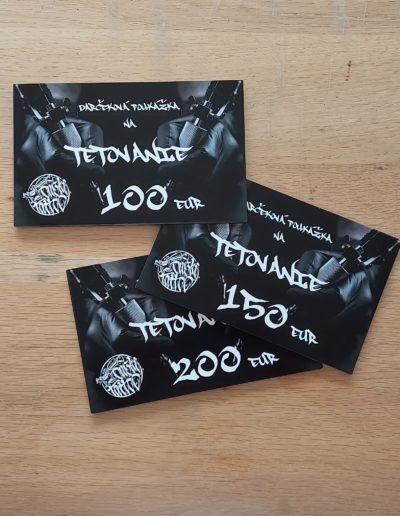 DARČEKOVÁ POUKÁŽKA
NA
TETOVANIE
100 EUR
DARČEKOVÁ POUKÁŽKA
NA
TETOVANIE
150 EUR
200 EUR